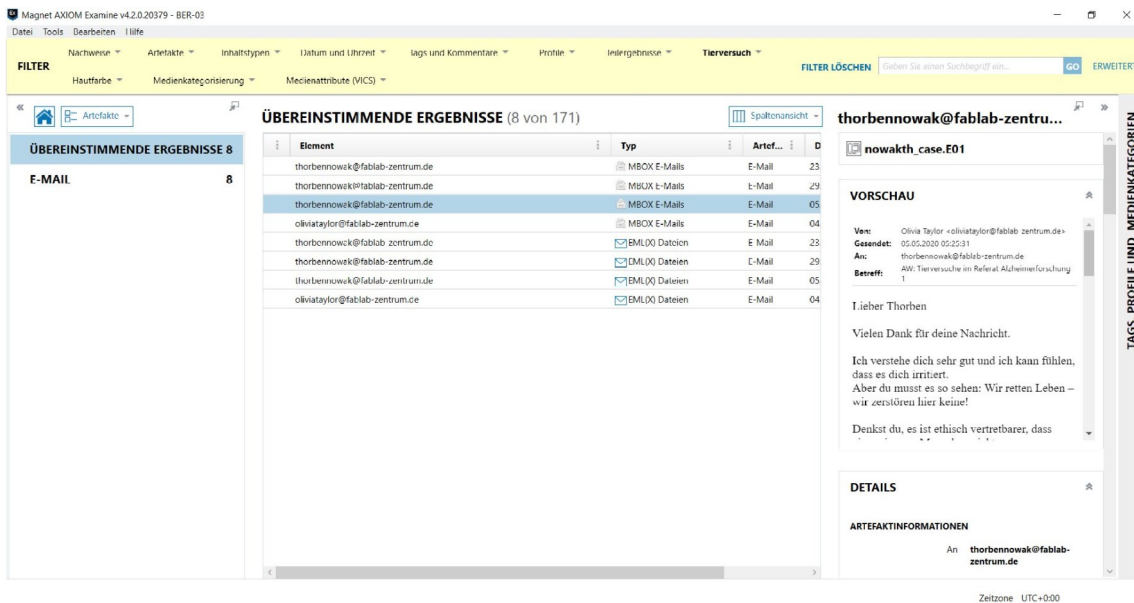 Magnet AXIOM Examine v4.2.0.20379 - BER-03
Datei Tools Bearbeiten Hilfe
FILTER
Nachweise Artefakte Inhaltstypen Datum und Uhrzeit Tags und Kommentare Profile Teilergebnisse Tierversuch
Hautfarbe Medienkategorisierung Medienattribute (VICS)
FILTER LÖSCHEN Geben Sie einen Suchbegriff ein... GO ERWEITERT
Artefakte
ÜBEREINSTIMMENDE ERGEBNISSE 8
E-MAIL 8
ÜBEREINSTIMMENDE ERGEBNISSE (8 von 171) Spaltenansicht
Element Typ Artef... D
thorbennowak@fablab-zentrum.de MBOX E-Mails E-Mail 23
thorbennowak@fablab-zentrum.de MBOX E-Mails E-Mail 29
thorbennowak@fablab-zentrum.de MBOX E-Mails E-Mail 05
oliviataylor@fablab-zentrum.de MBOX E-Mails E-Mail 04
thorbennowak@fablab-zentrum.de EML(X) Dateien E-Mail 23
thorbennowak@fablab-zentrum.de EML(X) Dateien E-Mail 29
thorbennowak@fablab-zentrum.de EML(X) Dateien E-Mail 05
oliviataylor@fablab-zentrum.de EML(X) Dateien E-Mail 04
thorbennowak@fablab-zentru...
nowakth_case.E01
VORSCHAU
Von: Olivia Taylor <oliviataylor@fablab-zentrum.de>
Gesendet: 05.05.2020 05:25:31
An: thorbennowak@fablab-zentrum.de
Betreff: AW: Tierversuche im Referat Alzheimerforschung
1
Lieber Thorben
Vielen Dank für deine Nachricht.
Ich verstehe dich sehr gut und ich kann fühlen,
dass es dich irritiert.
Aber du musst es so sehen: Wir retten Leben –
wir zerstören hier keine!
Denkst du, es ist ethisch vertretbarer, dass
DETAILS
ARTEFAKTINFORMATIONEN
An thorbennowak@fablab-
zentrum.de
TAGS, PROFILE UND MEDIENKATEGORIEN
Zeitzone UTC+0:00